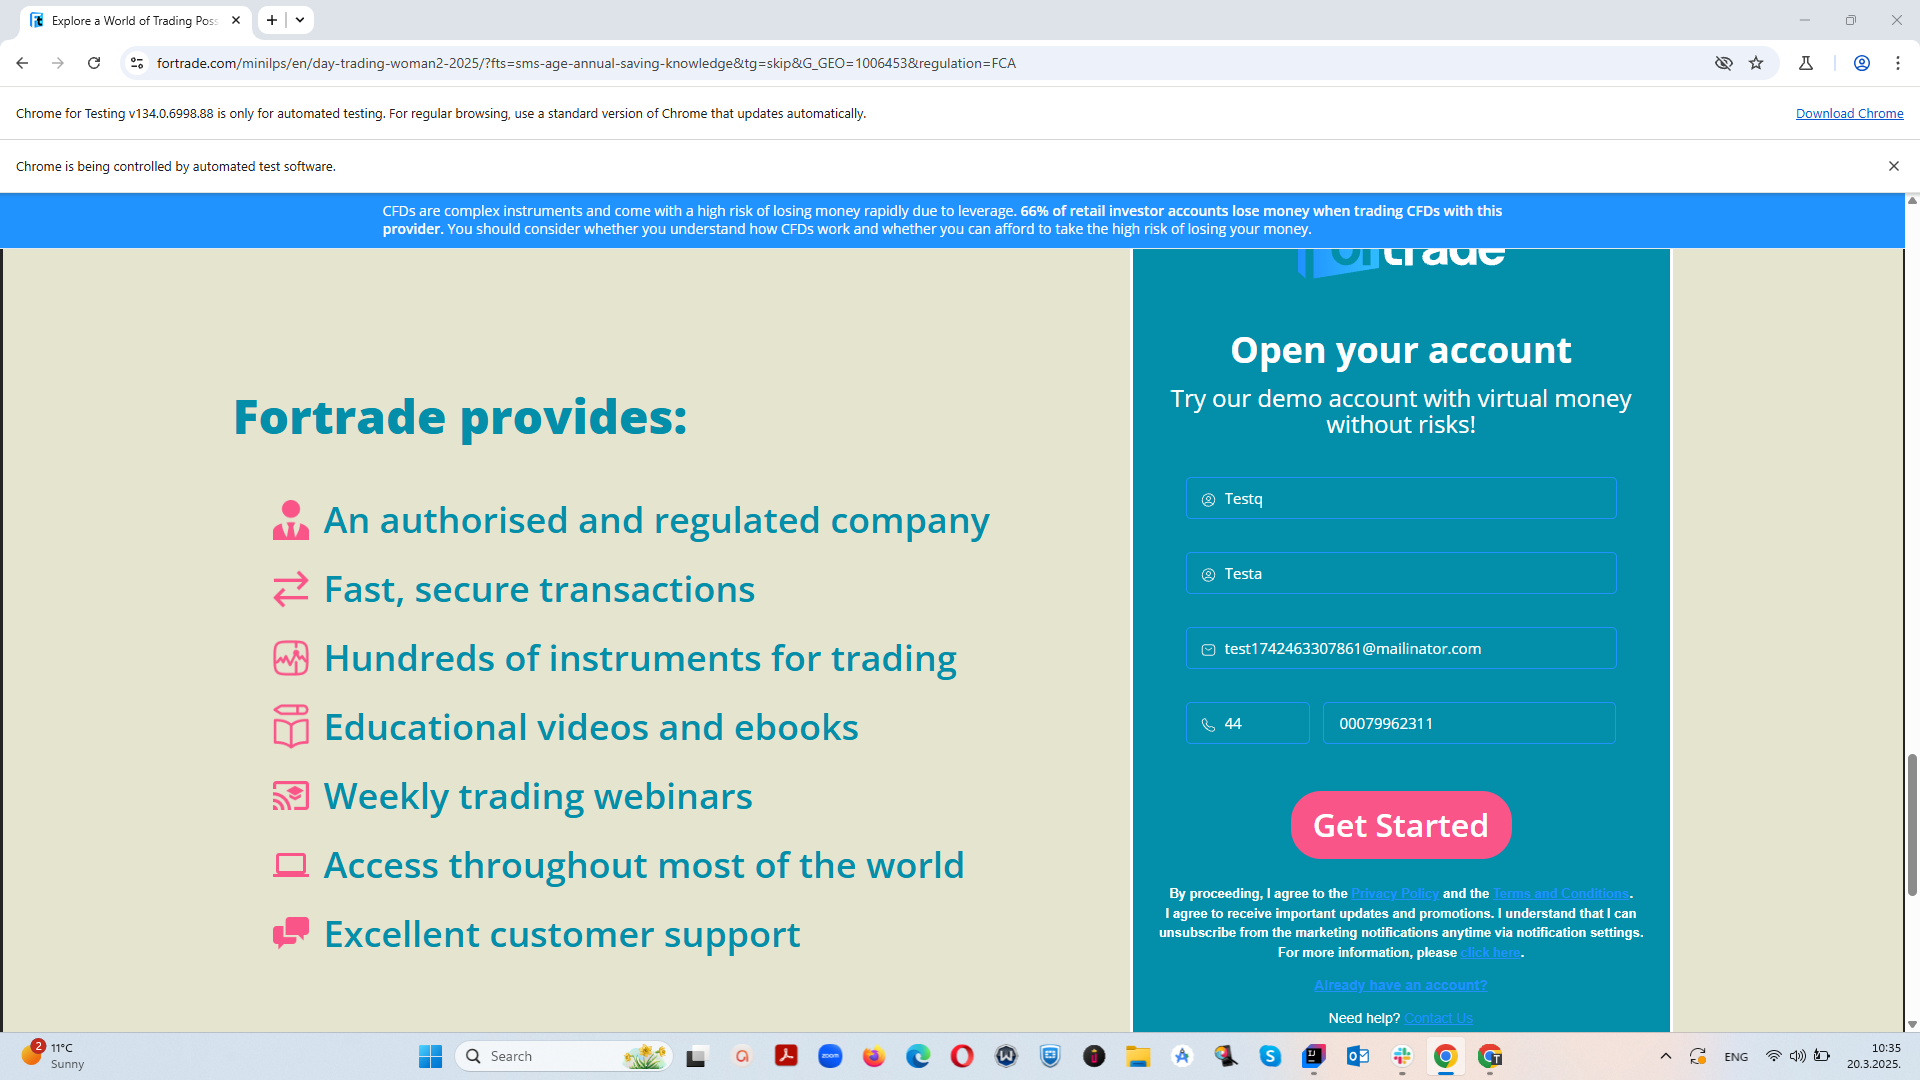 Explore a World of Trading Poss
fortrade.com/minilps/en/day-trading-woman2-2025/?fts=sms-age-annual-saving-knowledge&tg=skip&G_GEO=1006453&regulation=FCA
Chrome for Testing v134.0.6998.88 is only for automated testing. For regular browsing, use a standard version of Chrome that updates automatically.
Download Chrome
Chrome is being controlled by automated test software.
CFDs are complex instruments and come with a high risk of losing money rapidly due to leverage. 66% of retail investor accounts lose money when trading CFDs with this
provider. You should consider whether you understand how CFDs work and whether you can afford to take the high risk of losing your money.
Fortrade provides:
An authorised and regulated company
Fast, secure transactions
Hundreds of instruments for trading
Educational videos and ebooks
Weekly trading webinars
Access throughout most of the world
Excellent customer support
fortrade
Open your account
Try our demo account with virtual money
without risks!
Testq
Testa
test1742463307861@mailinator.com
44
00079962311
Get Started
By proceeding, I agree to the Privacy Policy and the Terms and Conditions.
I agree to receive important updates and promotions. I understand that I can
unsubscribe from the marketing notifications anytime via notification settings.
For more information, please click here.
Already have an account?
Need help? Contact Us
2
11°C
Sunny
Search
zoom
ENG
10:35
20.3.2025.